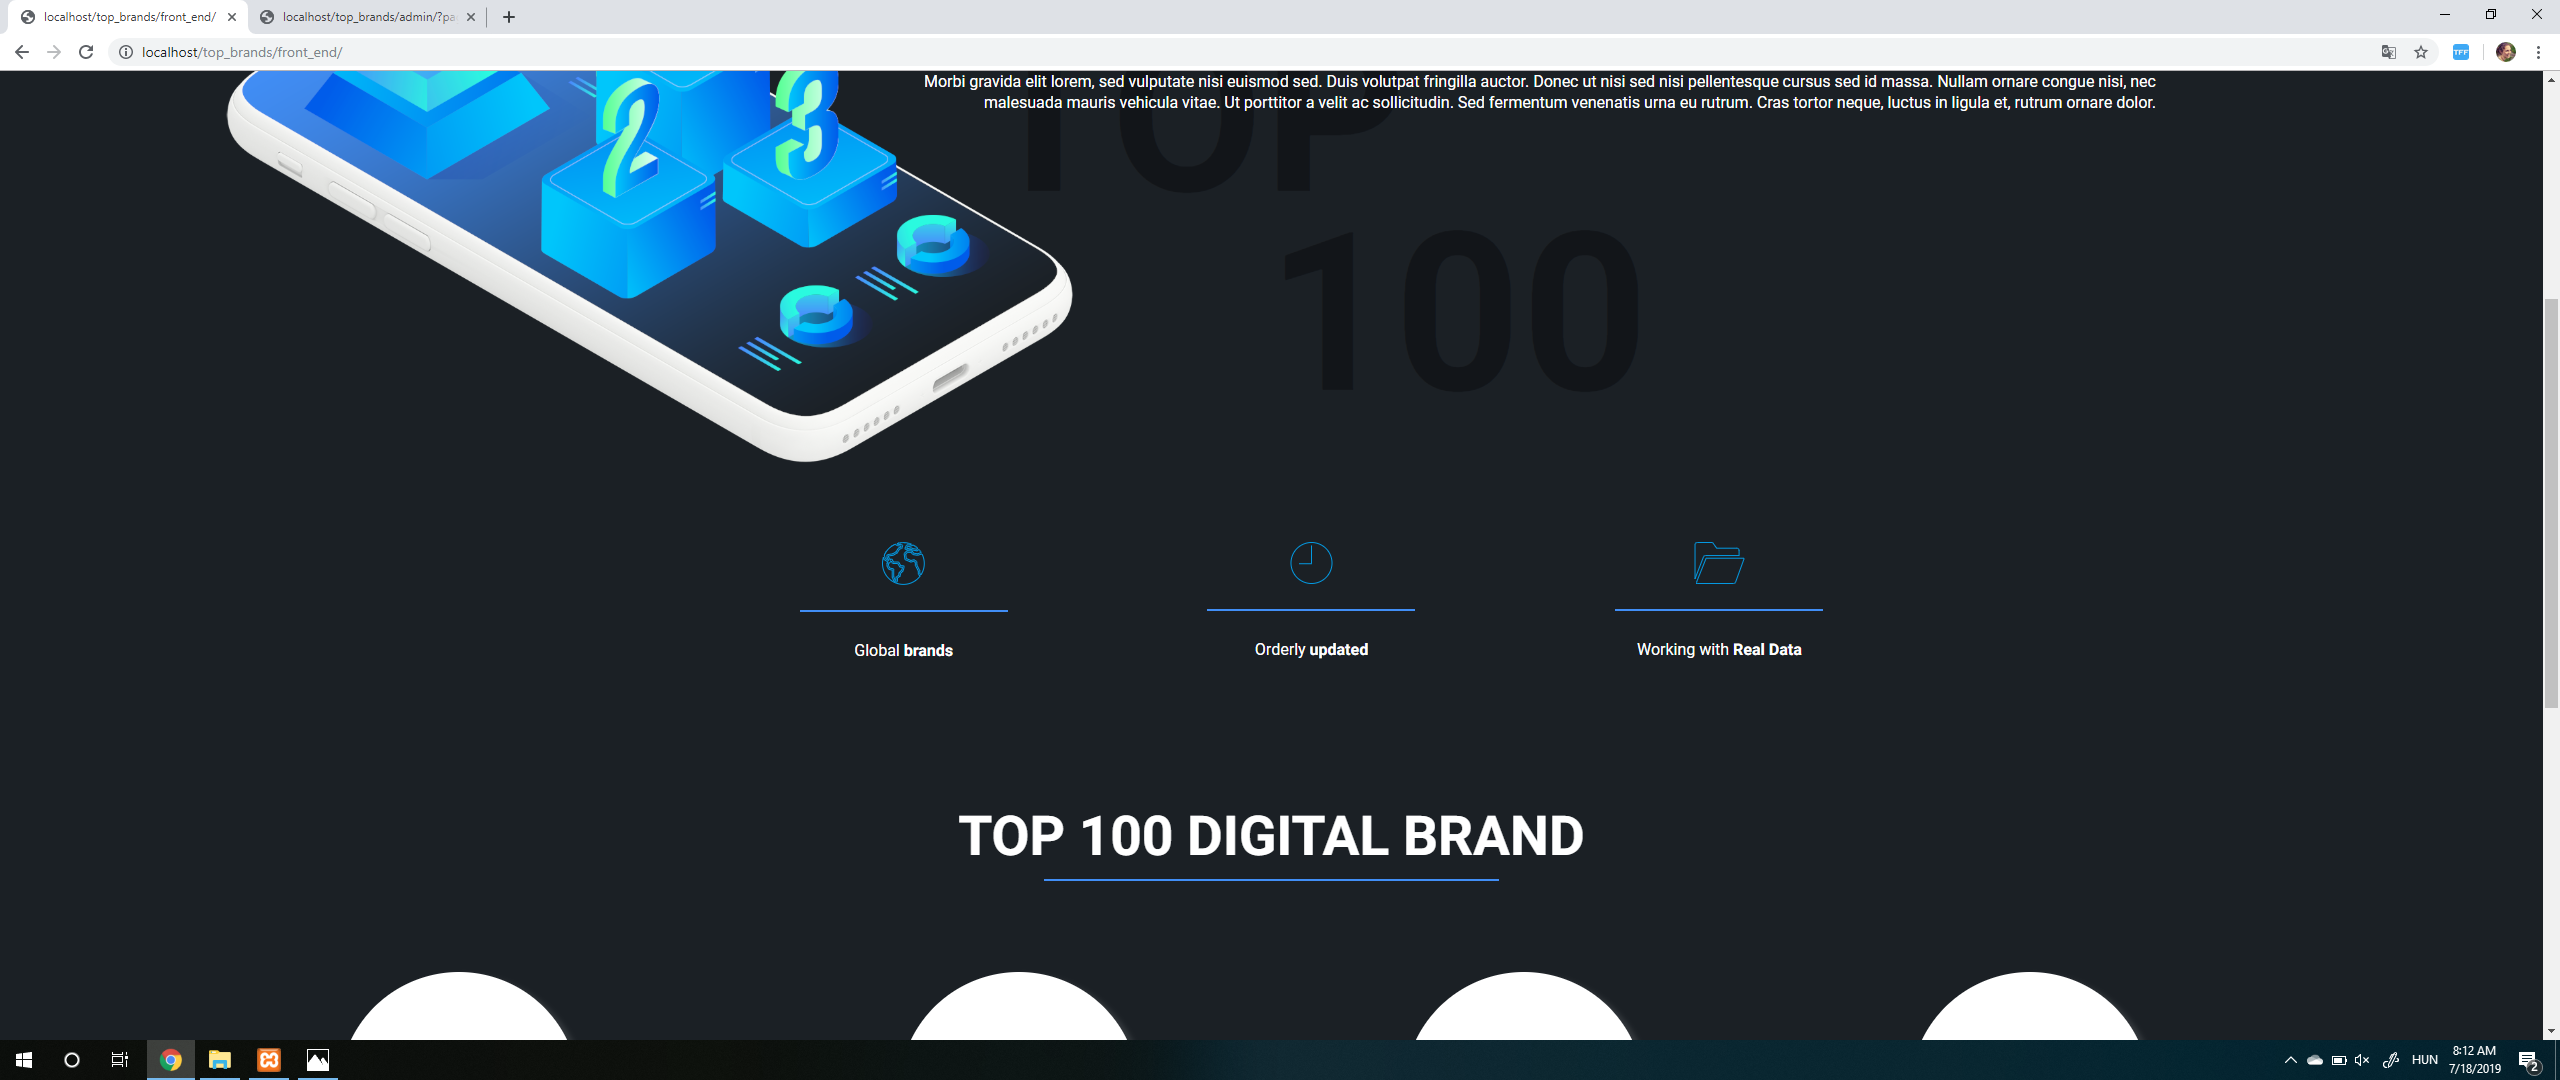 localhost/top_brands/front_end/
localhost/top_brands/admin/?pa
localhost/top_brands/front_end/
TFF
Morbi gravida elit lorem, sed vulputate nisi euismod sed. Duis volutpat fringilla auctor. Donec ut nisi sed nisi pellentesque cursus sed id massa. Nullam ornare congue nisi, nec
malesuada mauris vehicula vitae. Ut porttitor a velit ac sollicitudin. Sed fermentum venenatis urna eu rutrum. Cras tortor neque, luctus in ligula et, rutrum ornare dolor.
TOP
100
2
3
Global brands
Orderly updated
Working with Real Data
TOP 100 DIGITAL BRAND
HUN
8:12 AM
7/18/2019
2